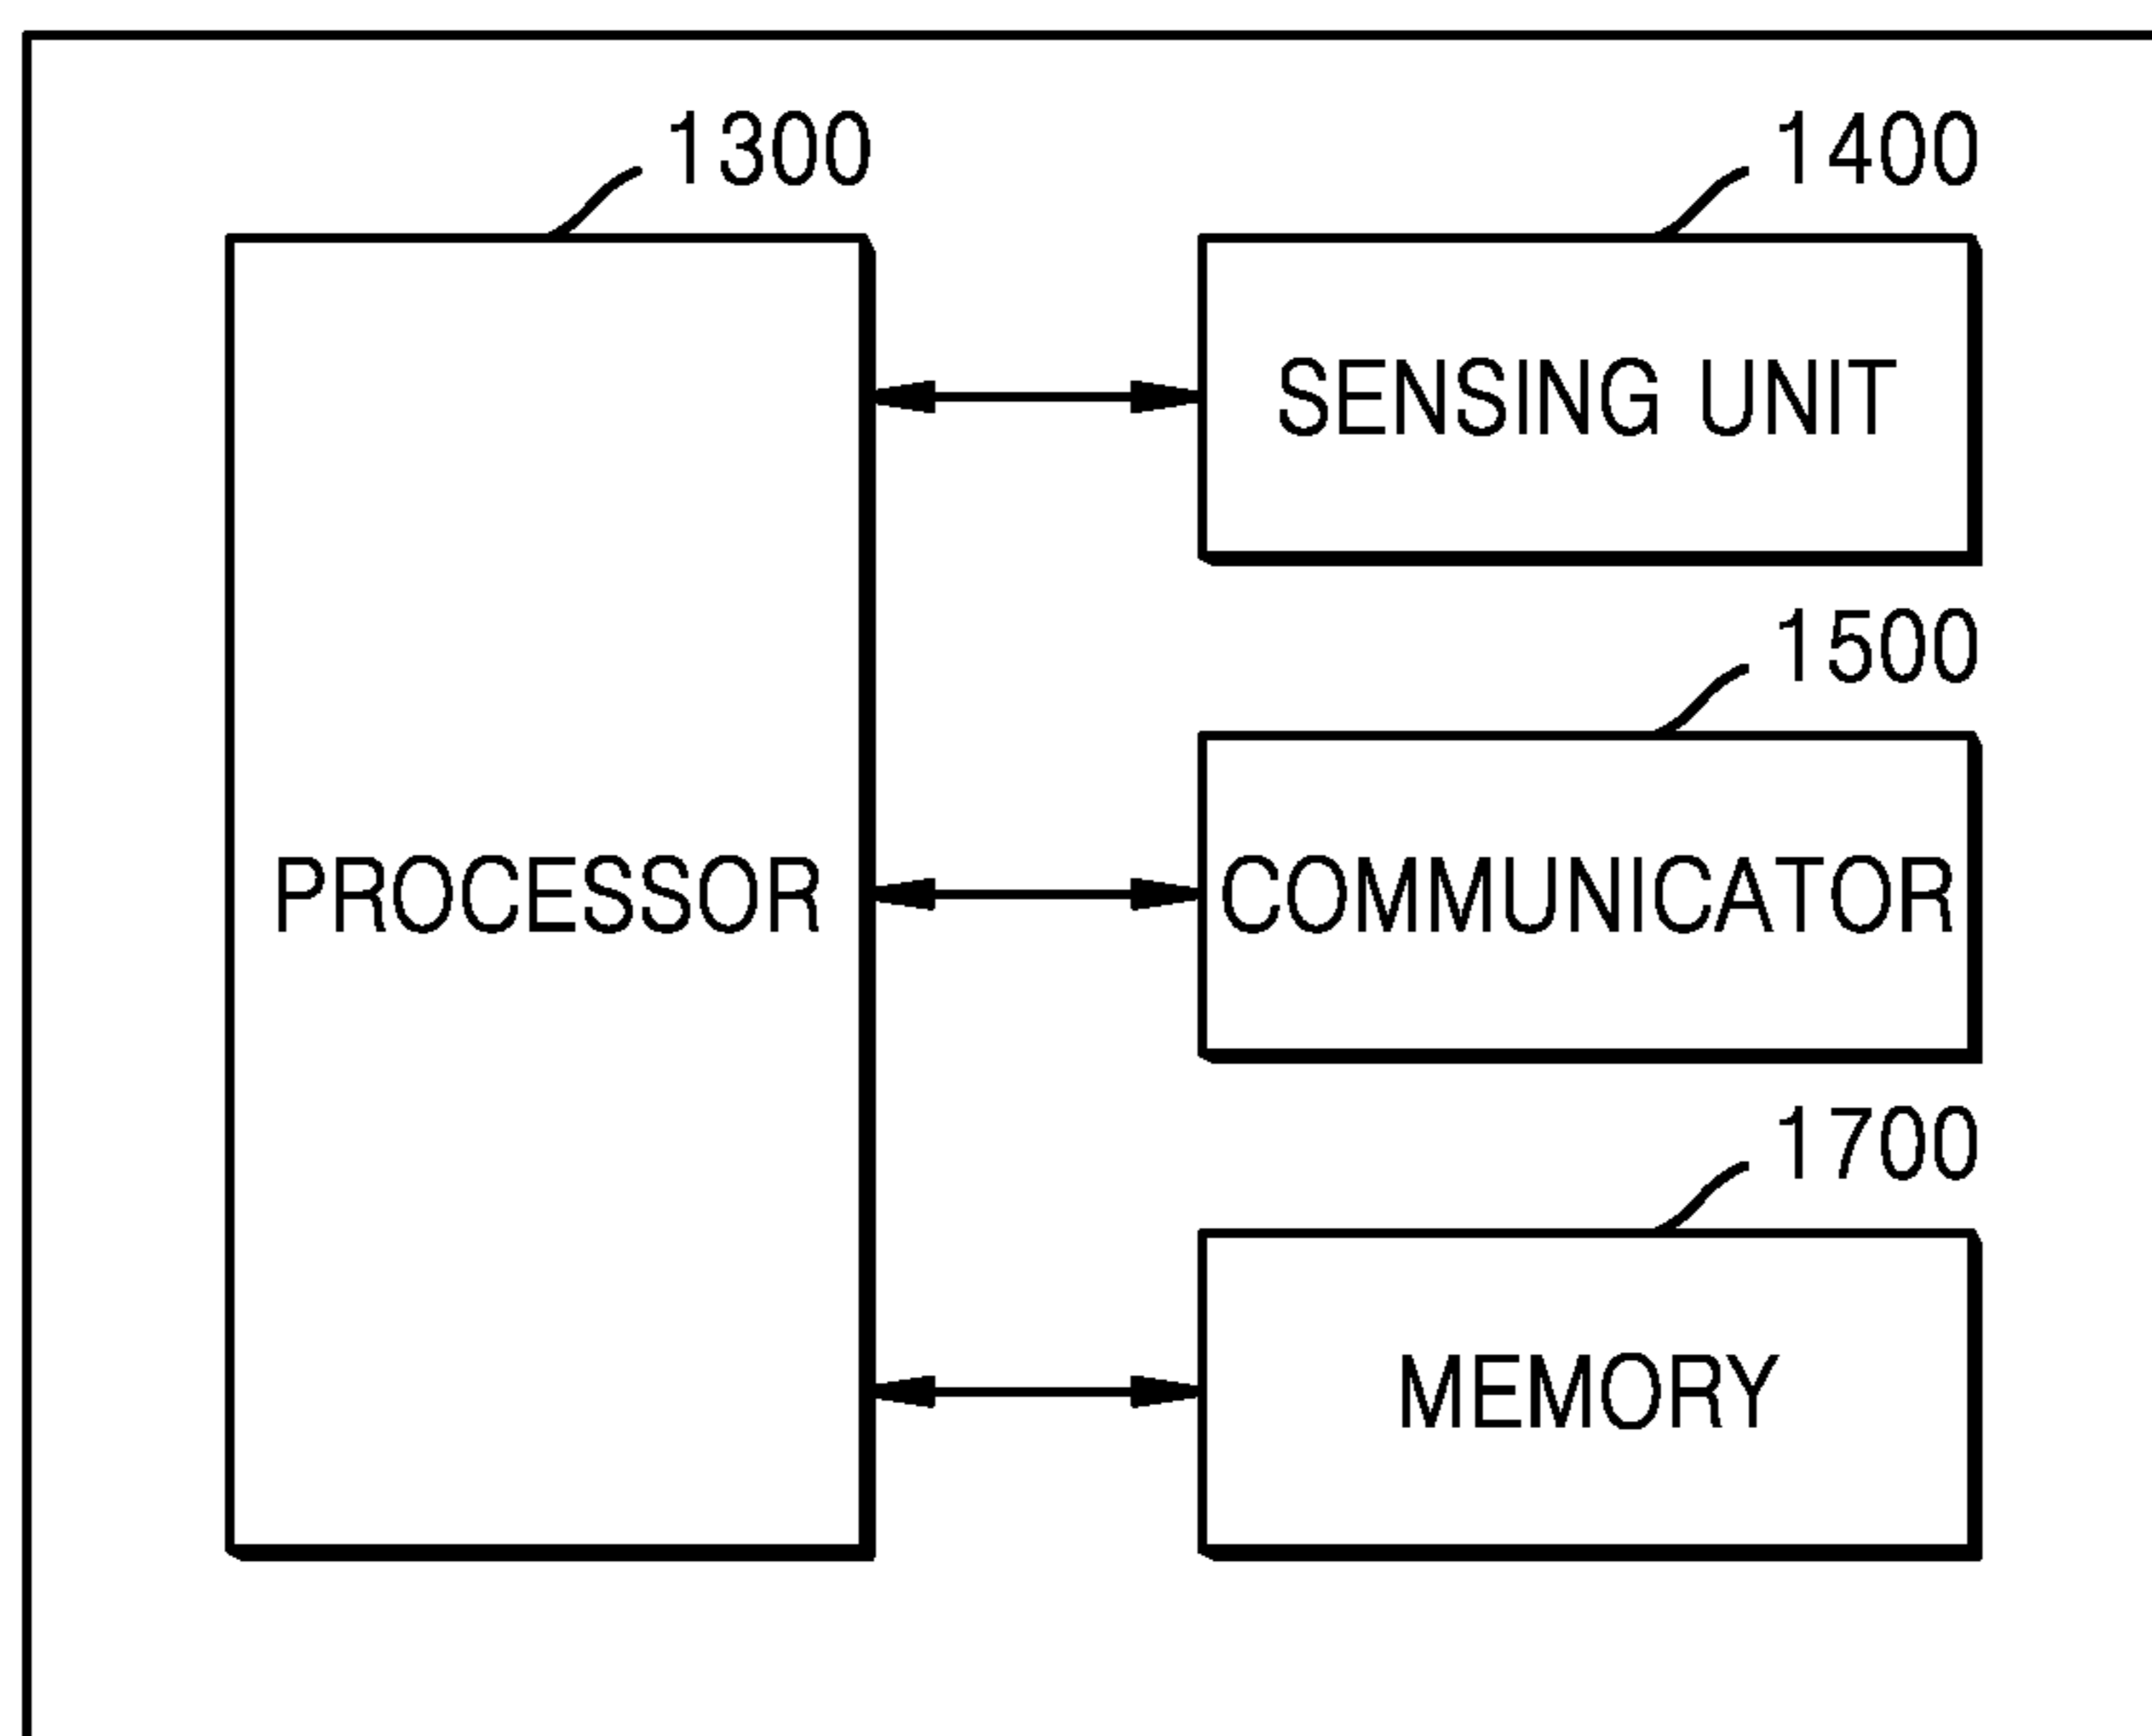 1300
PROCESSOR
1400
SENSING UNIT
1500
COMMUNICATOR
1700
MEMORY